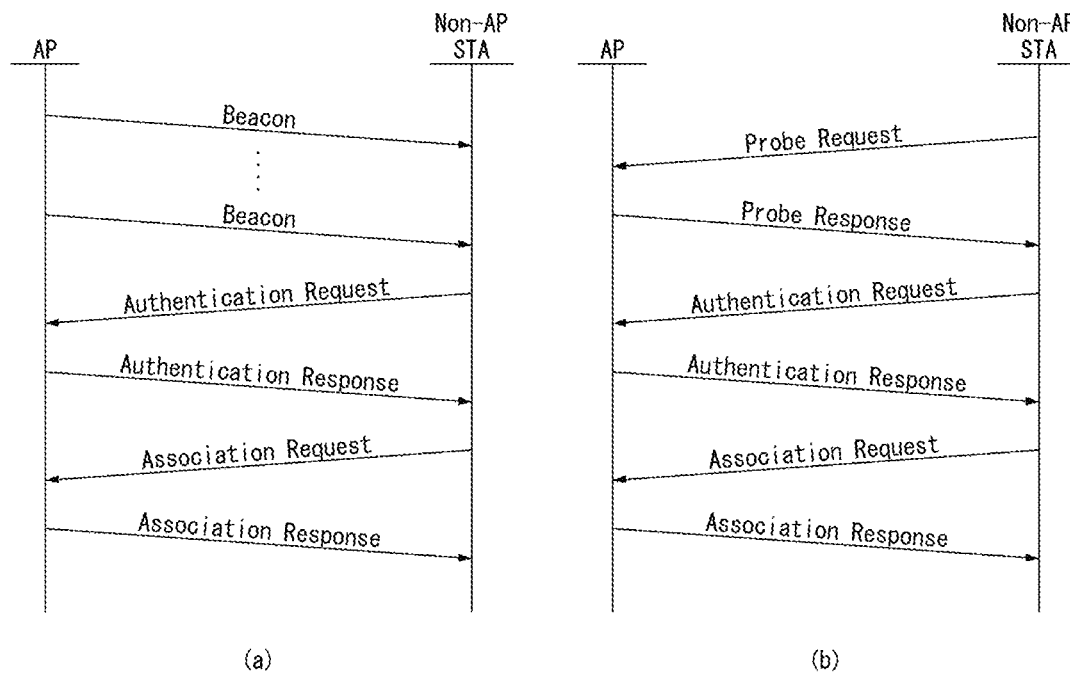 AP
Non-AP
STA
Beacon
Beacon
Authentication Request
Authentication Response
Association Request
Association Response
(a)
AP
Non-AP
STA
Probe Request
Probe Response
Authentication Request
Authentication Response
Association Request
Association Response
(b)